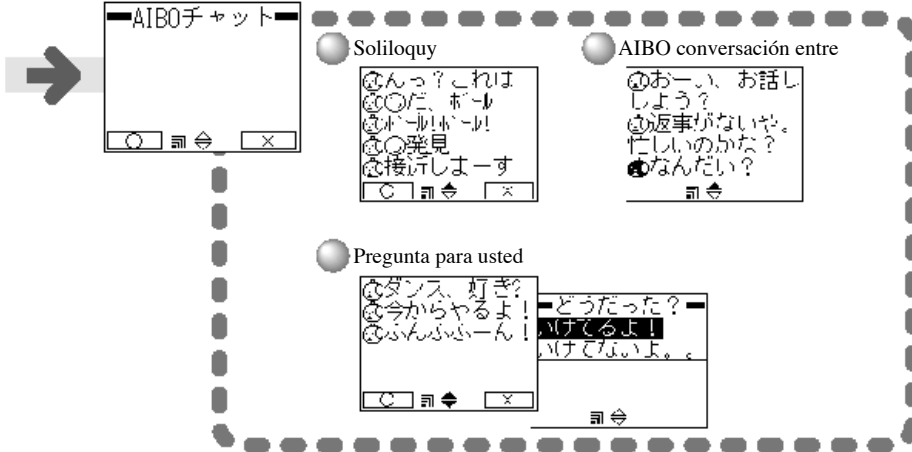 AIBOチャット
○
×
Soliloquy
んっ？これは
○だ、ボール
ボール!ボール!
○発見
接近しまーす
○
×
AIBO conversación entre
おーい、お話し
しよう？
返事がないや。
忙しいのかな？
なんだい？
Pregunta para usted
ダンス、好き?
今からやるよ！
ふんふふーん！
○
×
どうだった？
いけてるよ！
いけてないよ。